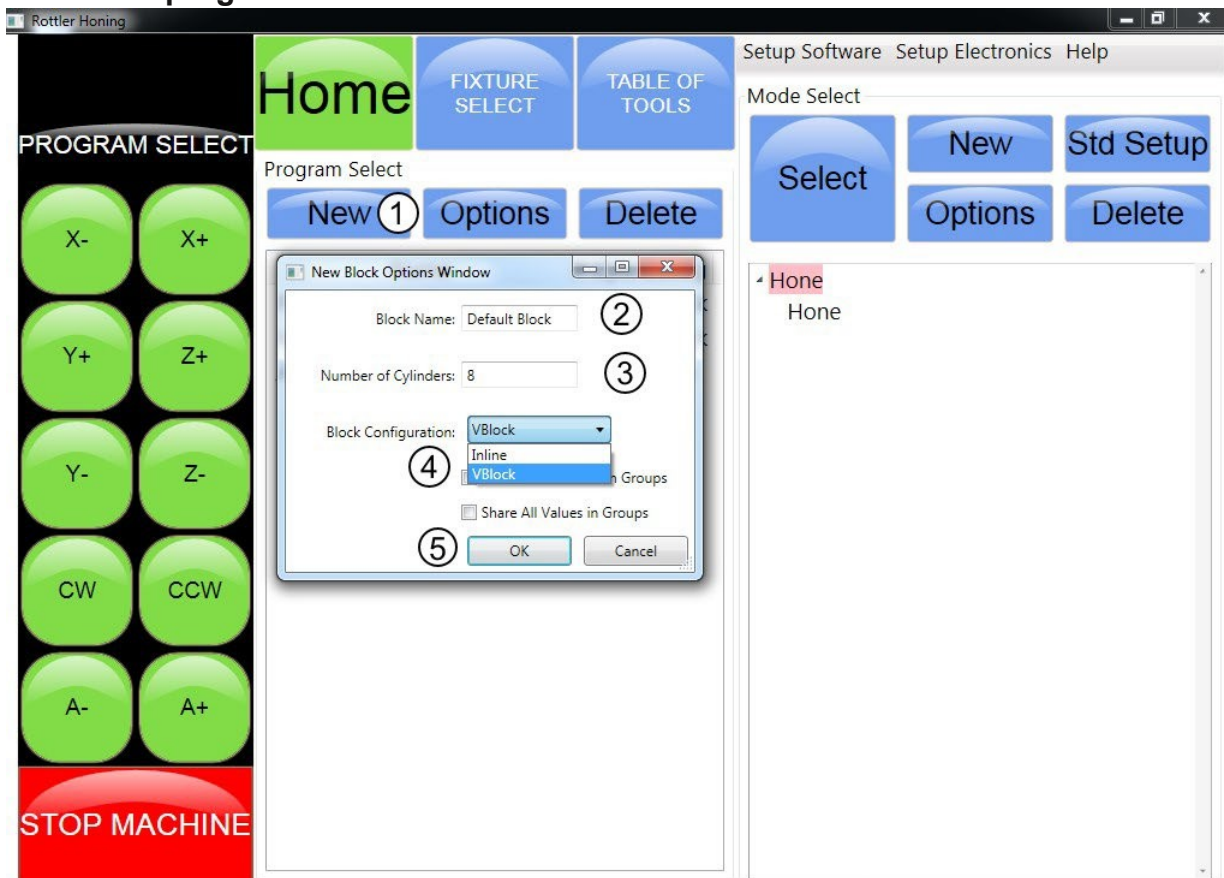 Rottler Honing
PROGRAM SELECT
X-
X+
Y+
Z+
Y-
Z-
CW
CCW
A-
A+
STOP MACHINE
Home
FIXTURE
SELECT
TABLE OF
TOOLS
Program Select
New 1
Options
Delete
New Block Options Window
Block Name: Default Block 2
Number of Cylinders: 8 3
Block Configuration: VBlock
Inline
4 VBlock
Groups
Share All Values in Groups
5 OK Cancel
Setup Software Setup Electronics Help
Mode Select
Select
New
Std Setup
Options
Delete
Hone
Hone